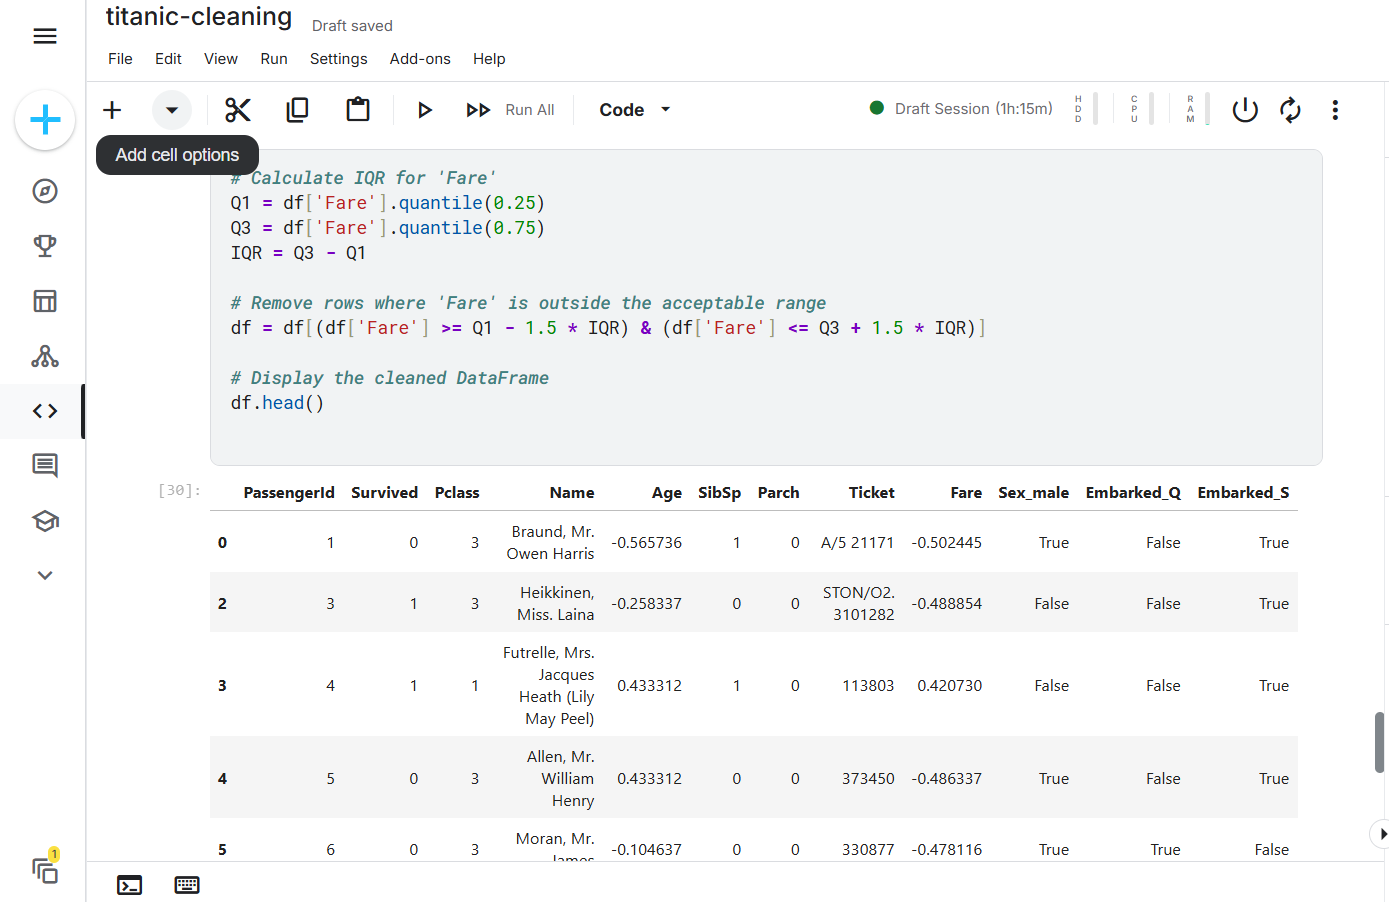 titanic-cleaning
Draft saved
File Edit View Run Settings Add-ons Help
Run All
Code
Draft Session (1h:15m)
HDD
CPU
RAM
Add cell options
# Calculate IQR for 'Fare'
Q1 = df['Fare'].quantile(0.25)
Q3 = df['Fare'].quantile(0.75)
IQR = Q3 - Q1
# Remove rows where 'Fare' is outside the acceptable range
df = df[(df['Fare'] >= Q1 - 1.5 * IQR) & (df['Fare'] <= Q3 + 1.5 * IQR)]
# Display the cleaned DataFrame
df.head()
[30]:
PassengerId Survived Pclass Name Age SibSp Parch Ticket Fare Sex_male Embarked_Q Embarked_S
0 1 0 3 Braund, Mr. Owen Harris -0.565736 1 0 A/5 21171 -0.502445 True False True
2 3 1 3 Heikkinen, Miss. Laina -0.258337 0 0 STON/O2. 3101282 -0.488854 False False True
3 4 1 1 Futrelle, Mrs. Jacques Heath (Lily May Peel) 0.433312 1 0 113803 0.420730 False False True
4 5 0 3 Allen, Mr. William Henry 0.433312 0 0 373450 -0.486337 True False True
5 6 0 3 Moran, Mr. James -0.104637 0 0 330877 -0.478116 True True False
1